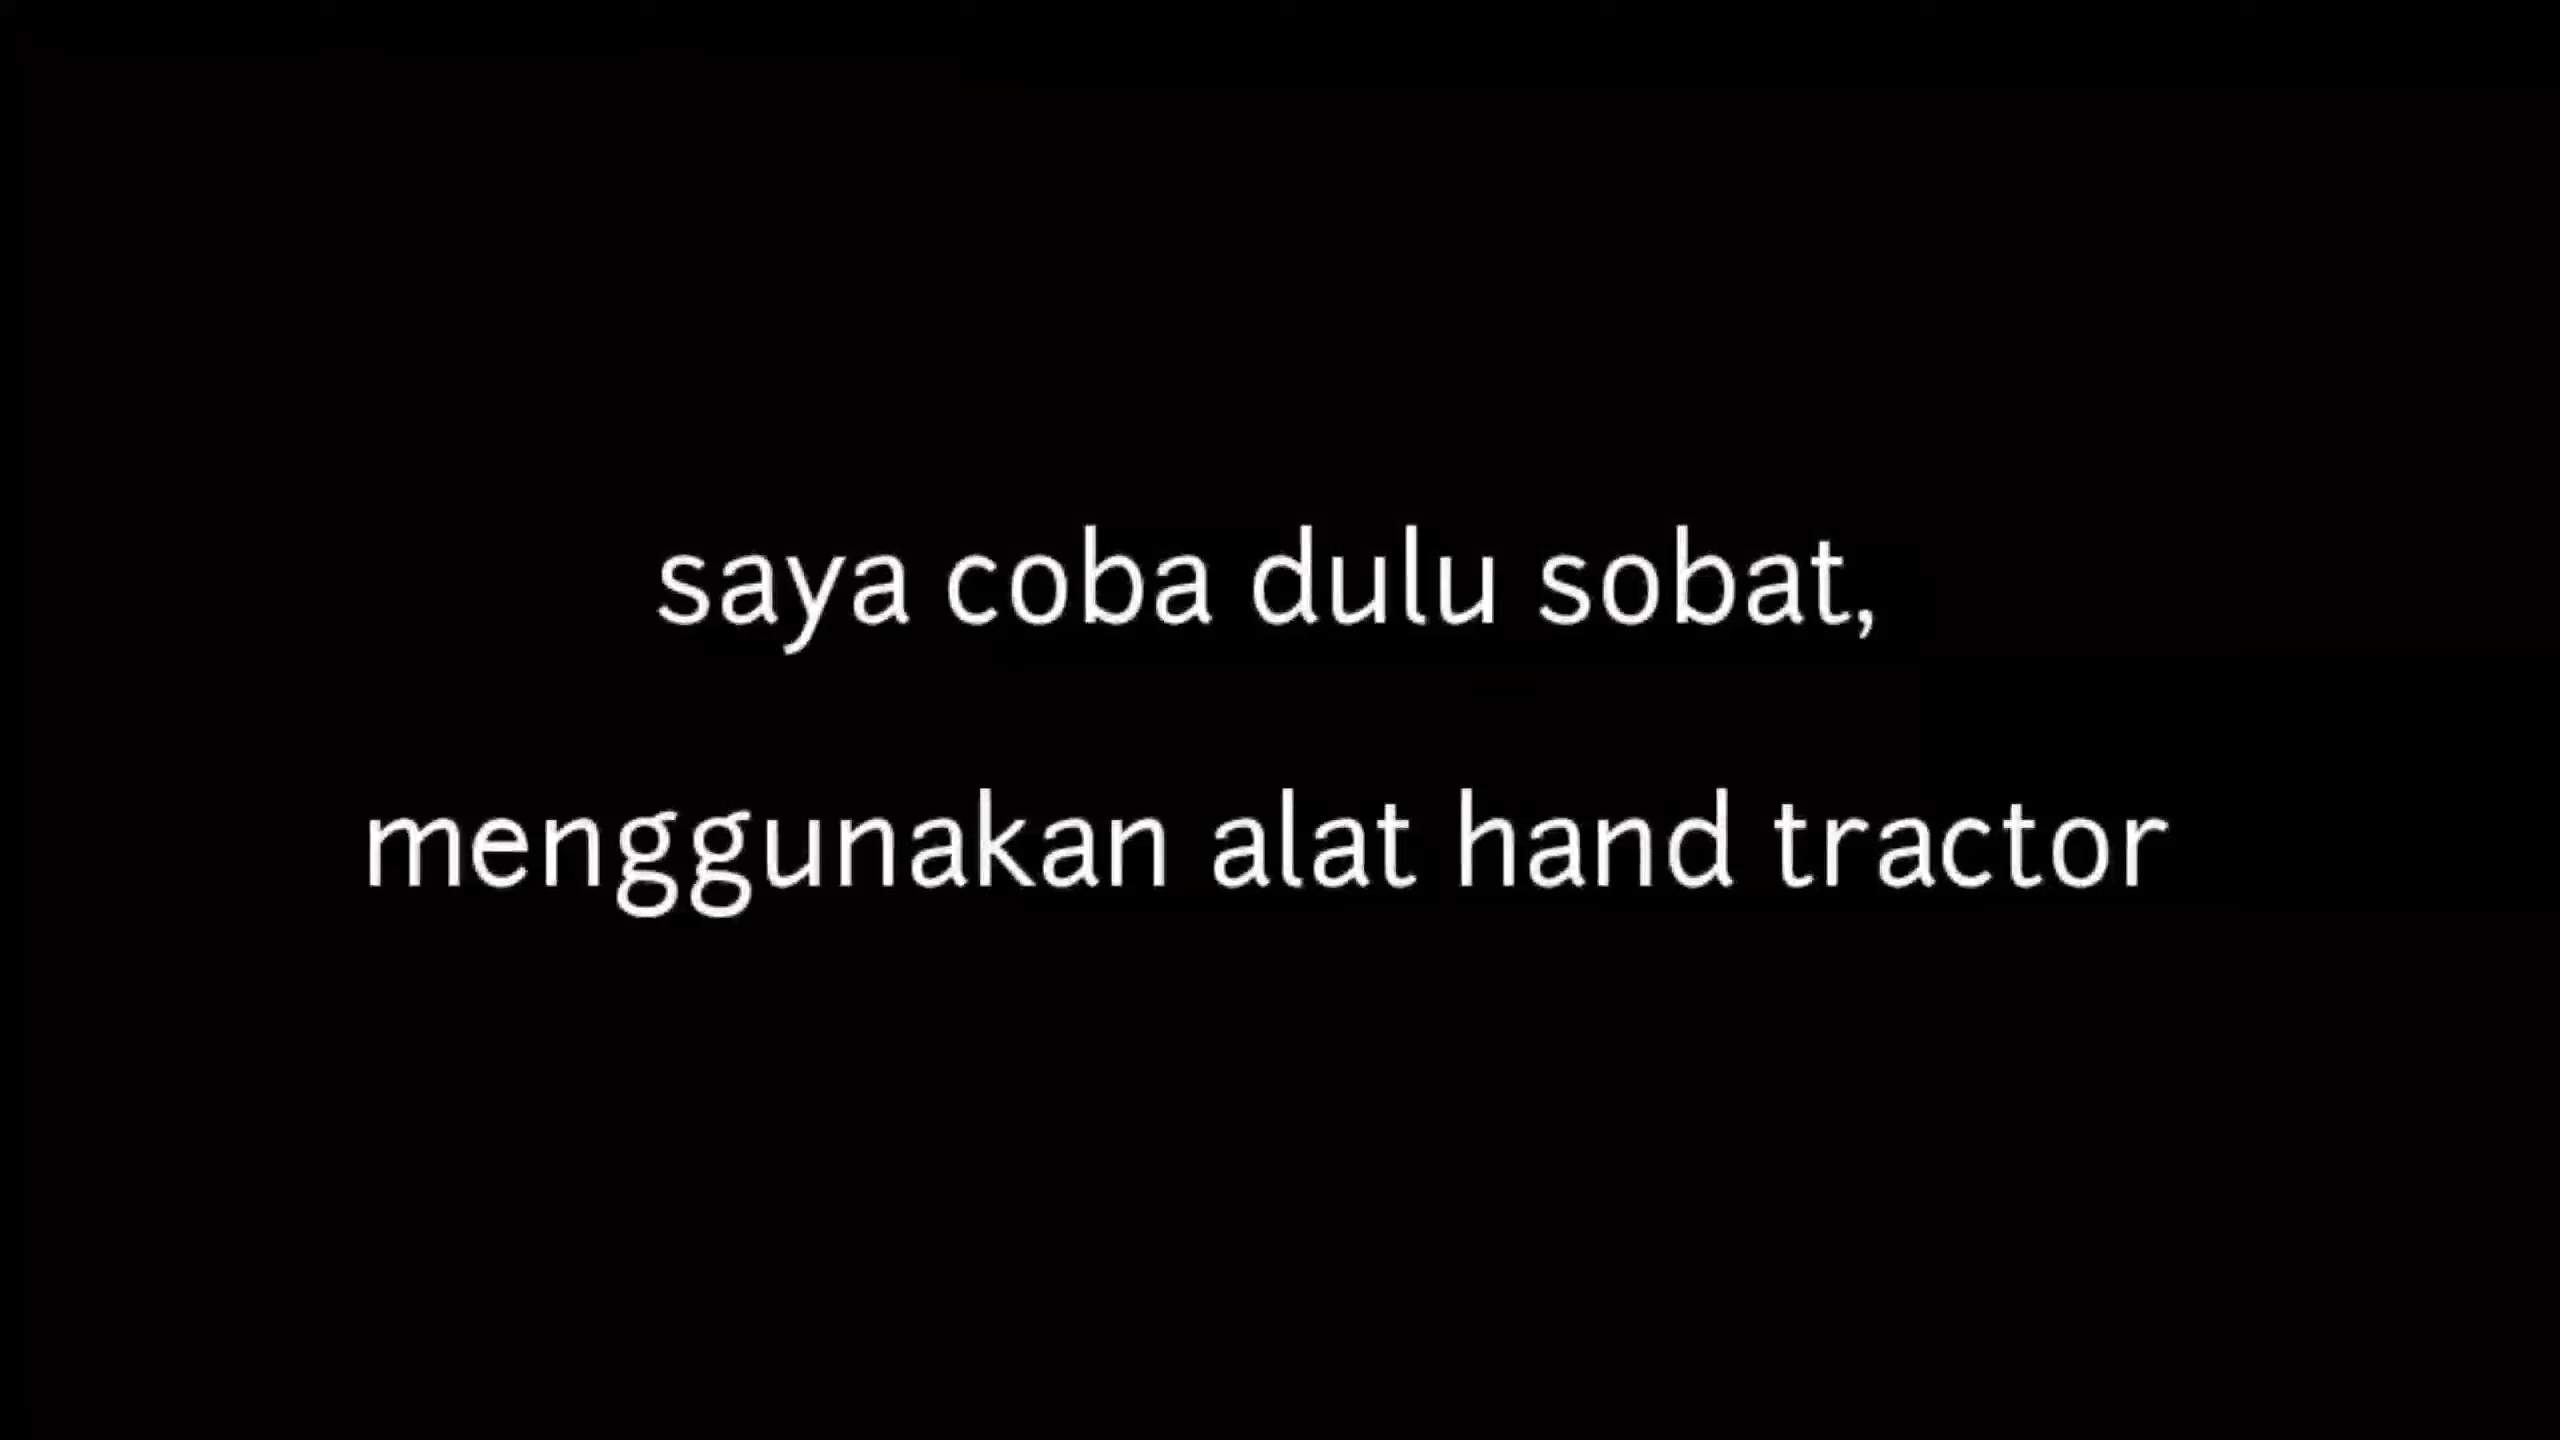 saya coba dulu sobat,
menggunakan alat hand tractor